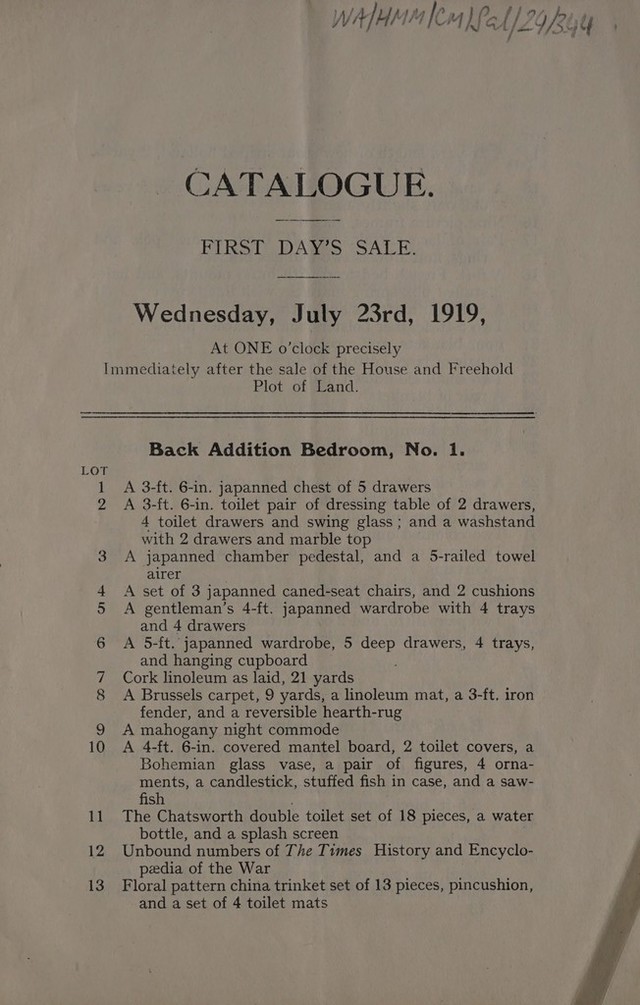 WA/HMM/CM/Sal/29/344
CATALOGUE.
FIRST DAY'S SALE.
Wednesday, July 23rd, 1919,
At ONE o'clock precisely
Immediately after the sale of the House and Freehold
Plot of Land.
Back Addition Bedroom, No. 1.
LOT
1 A 3-ft. 6-in. japanned chest of 5 drawers
2 A 3-ft. 6-in. toilet pair of dressing table of 2 drawers,
4 toilet drawers and swing glass; and a washstand
with 2 drawers and marble top
3 A japanned chamber pedestal, and a 5-railed towel
airer
4 A set of 3 japanned caned-seat chairs, and 2 cushions
5 A gentleman's 4-ft. japanned wardrobe with 4 trays
and 4 drawers
6 A 5-ft. japanned wardrobe, 5 deep drawers, 4 trays,
and hanging cupboard
7 Cork linoleum as laid, 21 yards
8 A Brussels carpet, 9 yards, a linoleum mat, a 3-ft. iron
fender, and a reversible hearth-rug
9 A mahogany night commode
10 A 4-ft. 6-in. covered mantel board, 2 toilet covers, a
Bohemian glass vase, a pair of figures, 4 orna-
ments, a candlestick, stuffed fish in case, and a saw-
fish
11 The Chatsworth double toilet set of 18 pieces, a water
bottle, and a splash screen
12 Unbound numbers of The Times History and Encyclo-
pædia of the War
13 Floral pattern china trinket set of 13 pieces, pincushion,
and a set of 4 toilet mats